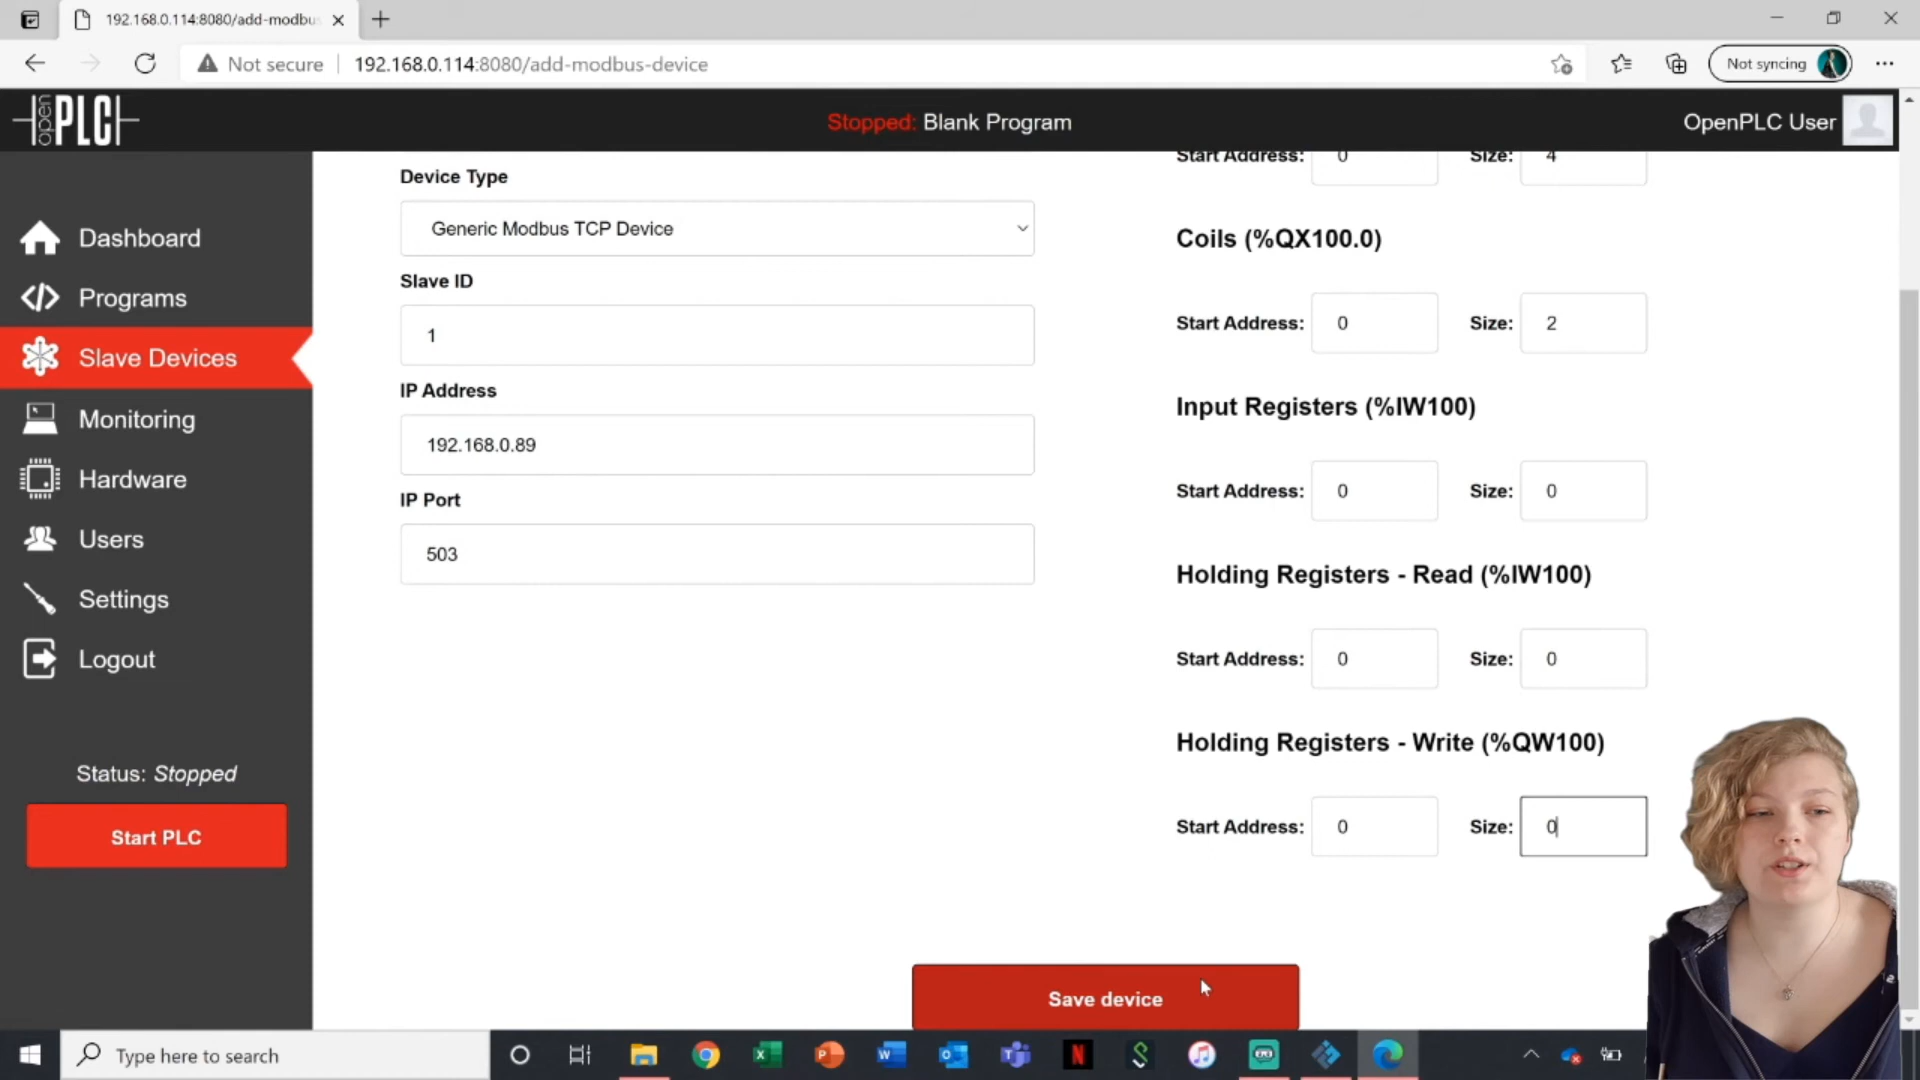 192.168.0.114:8080/add-modbu
Not secure
192.168.0.114:8080/add-modbus-device
Not syncing
open PLC
Stopped: Blank Program
OpenPLC User
Dashboard
Programs
Slave Devices
Monitoring
Hardware
Users
Settings
Logout
Status: Stopped
Start PLC
Device Type
Generic Modbus TCP Device
Slave ID
1
IP Address
192.168.0.89
IP Port
503
Start Address: 0 Size: 4
Coils (%QX100.0)
Start Address: 0 Size: 2
Input Registers (%IW100)
Start Address: 0 Size: 0
Holding Registers - Read (%IW100)
Start Address: 0 Size: 0
Holding Registers - Write (%QW100)
Start Address: 0 Size: 0
Save device
Type here to search